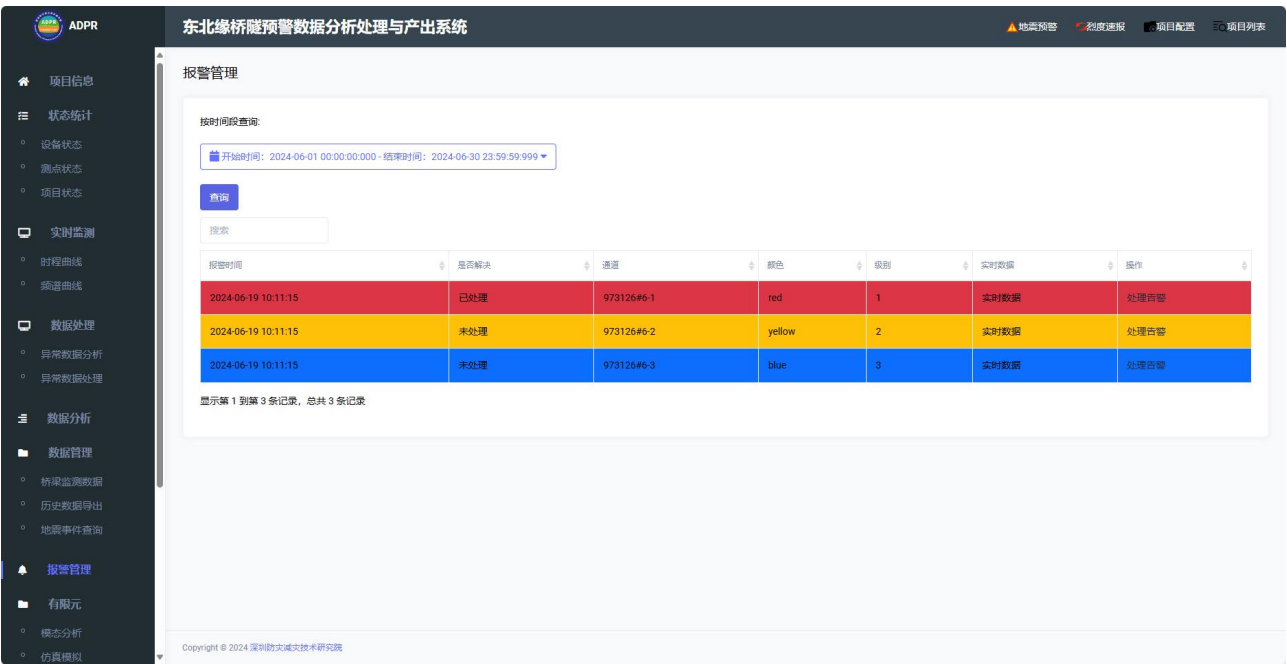 ADPR
东北缘桥隧预警数据分析处理与产出系统
地震预警 烈度速报 项目配置 项目列表
项目信息
状态统计
设备状态
测点状态
项目状态
实时监测
时程曲线
频谱曲线
数据处理
异常数据分析
异常数据处理
数据分析
数据管理
桥梁监测数据
历史数据导出
地震事件查询
报警管理
有限元
模态分析
仿真模拟
报警管理
按时间段查询:
开始时间：2024-06-01 00:00:00:000 - 结束时间：2024-06-30 23:59:59:999
查询
搜索
报警时间 是否解决 通道 颜色 级别 实时数据 操作
2024-06-19 10:11:15 已处理 973126#6-1 red 1 实时数据 处理告警
2024-06-19 10:11:15 未处理 973126#6-2 yellow 2 实时数据 处理告警
2024-06-19 10:11:15 未处理 973126#6-3 blue 3 实时数据 处理告警
显示第 1 到第 3 条记录，总共 3 条记录
Copyright © 2024 深圳防灾减灾技术研究院